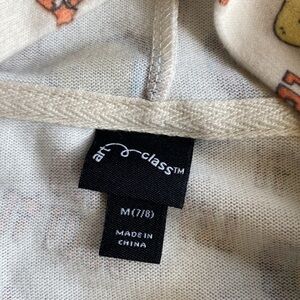 art class™
M (7/8)
MADE IN
CHINA